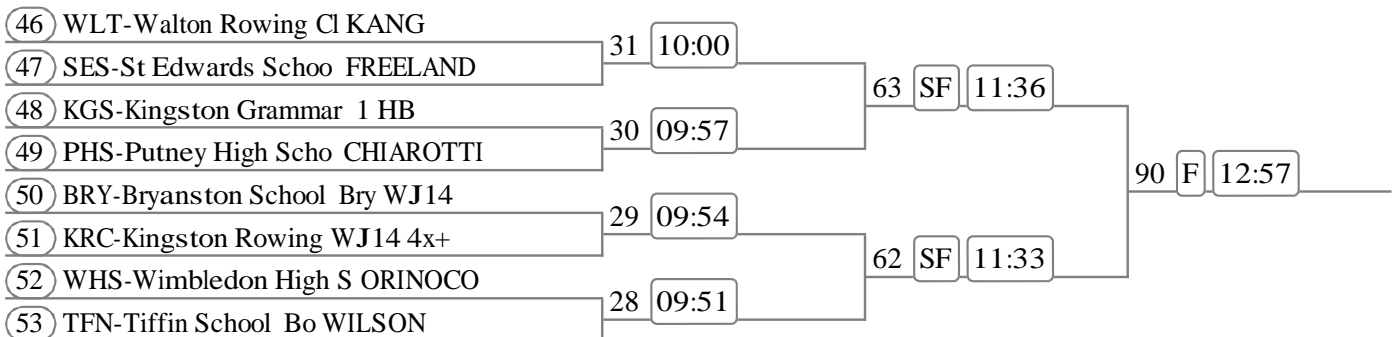 46 WLT-Walton Rowing Cl KANG
31 10:00
47 SES-St Edwards Schoo FREELAND
63 SF 11:36
48 KGS-Kingston Grammar 1 HB
30 09:57
49 PHS-Putney High Scho CHIAROTTI
90 F 12:57
50 BRY-Bryanston School Bry WJ14
29 09:54
51 KRC-Kingston Rowing WJ14 4x+
62 SF 11:33
52 WHS-Wimbledon High S ORINOCO
28 09:51
53 TFN-Tiffin School Bo WILSON